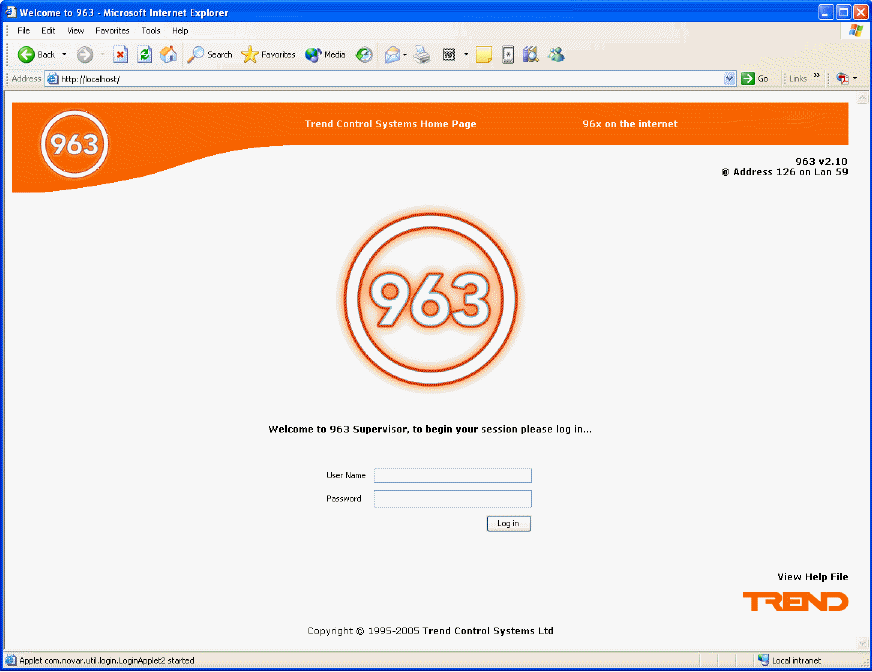 Welcome to 963 - Microsoft Internet Explorer
File Edit View Favorites Tools Help
Back Search Favorites Media
Address http://localhost/ Go Links »
963 Trend Control Systems Home Page 96x on the internet
963 v2.10
@ Address 126 on Lan 59
963
Welcome to 963 Supervisor, to begin your session please log in...
User Name
Password
Log in
View Help File
TREND
Copyright © 1995-2005 Trend Control Systems Ltd
Applet com.novar.util.login.LoginApplet2 started Local intranet